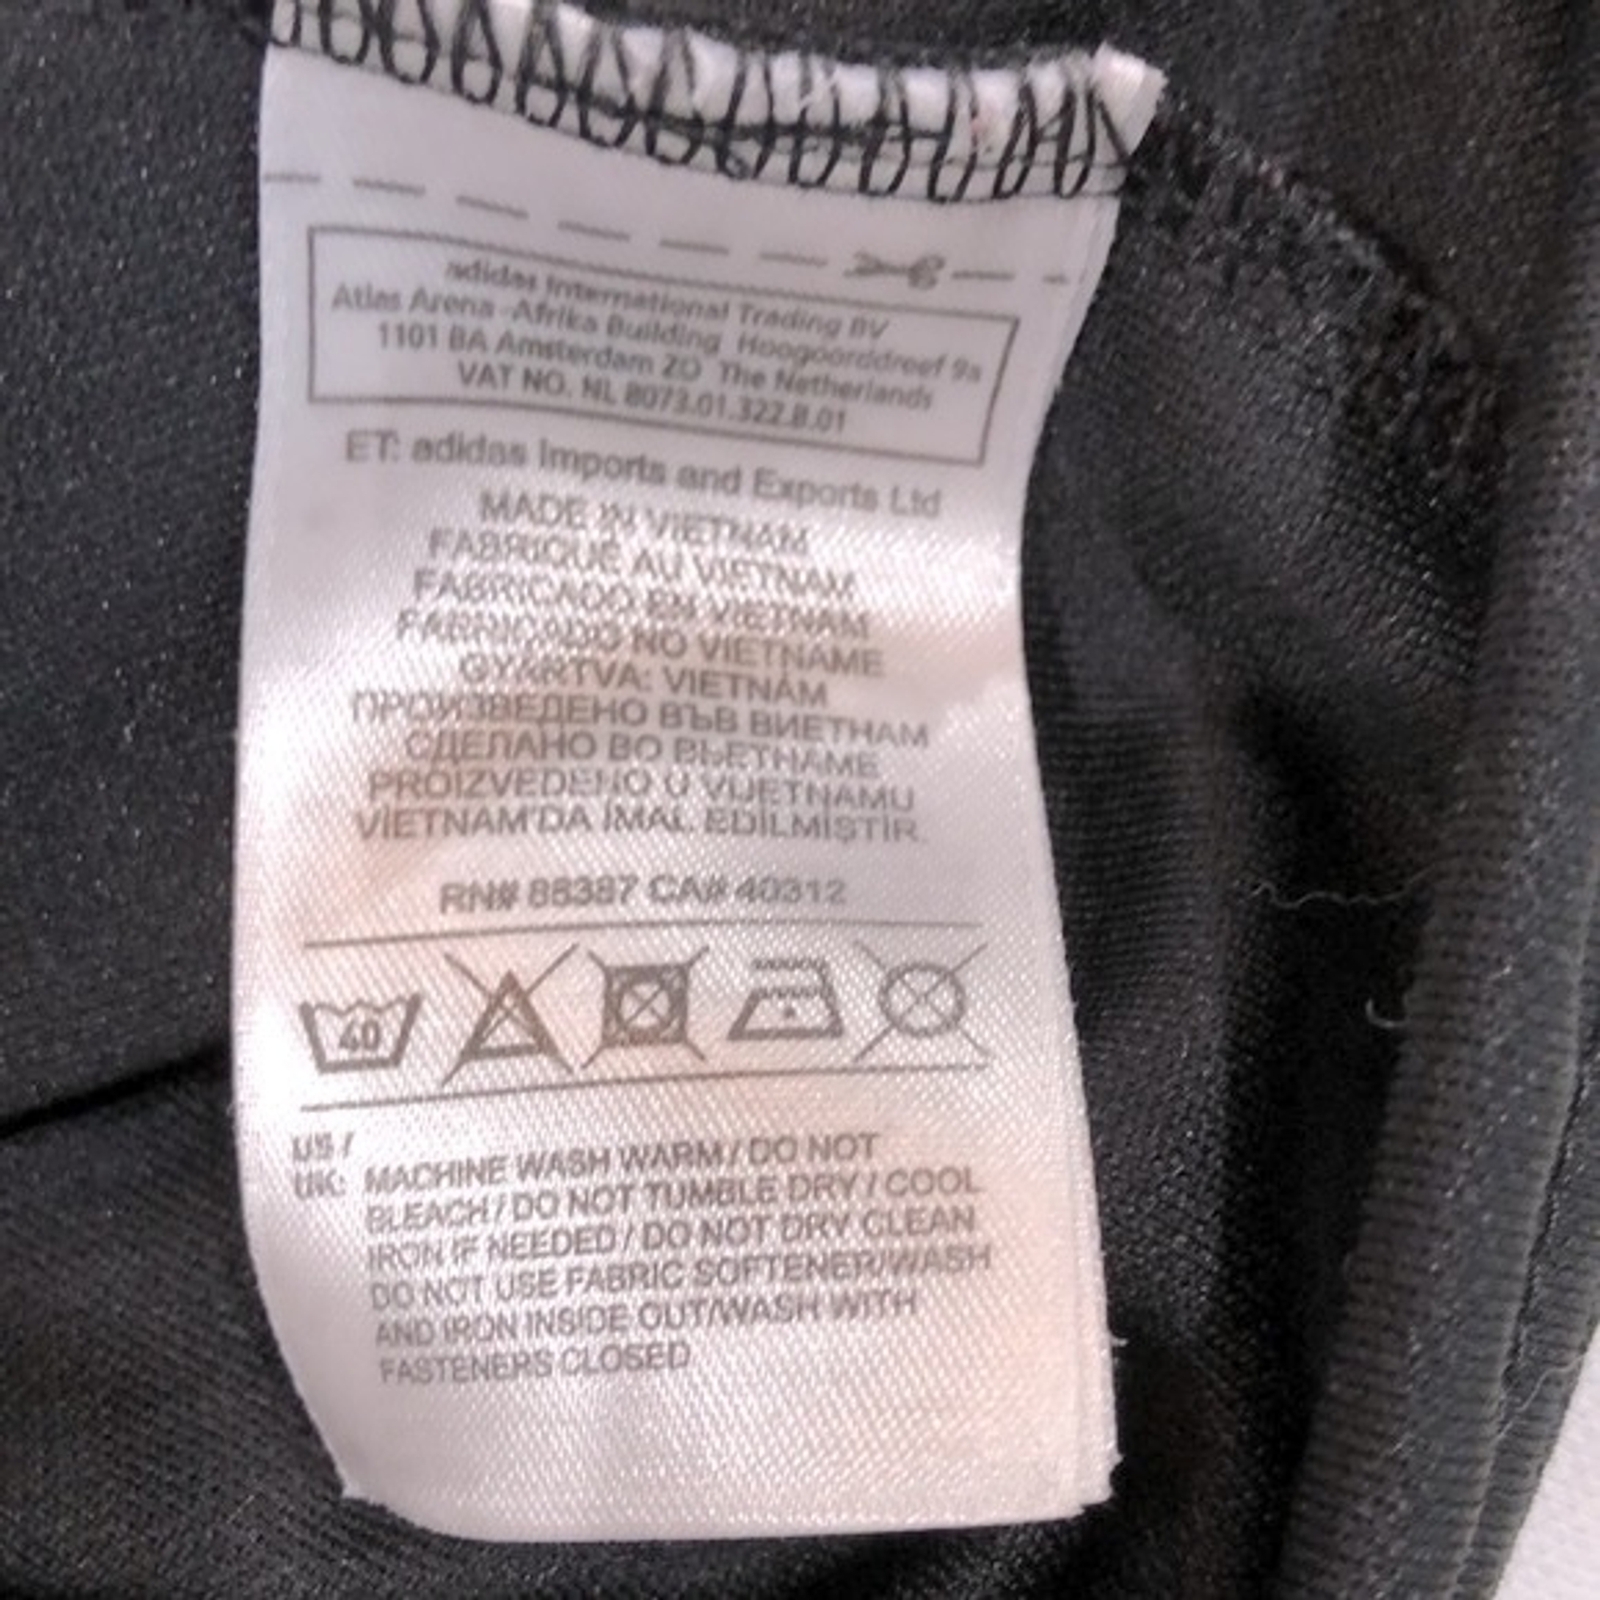 adidas International Trading BV
Atlas Arena -Afrika Building Hoogoorddreef 9a
1101 BA Amsterdam ZO The Netherlands
VAT NO. NL 8073.01.322.B.01
ET: adidas Imports and Exports Ltd
MADE IN VIETNAM
FABRIQUÉ AU VIETNAM
FABRICADO EN VIETNAM
FABRICADO NO VIETNAME
GYÁRTVA: VIETNÁM
ПРОИЗВЕДЕНО ВЪВ ВИЕТНАМ
СДЕЛАНО ВО ВЬЕТНАМЕ
PROIZVEDENO U VIJETNAMU
VİETNAM'DA İMAL EDİLMİŞTİR.
RN# 88387 CA# 40312
40
US /
UK: MACHINE WASH WARM / DO NOT
BLEACH / DO NOT TUMBLE DRY / COOL
IRON IF NEEDED / DO NOT DRY CLEAN
DO NOT USE FABRIC SOFTENER/WASH
AND IRON INSIDE OUT/WASH WITH
FASTENERS CLOSED